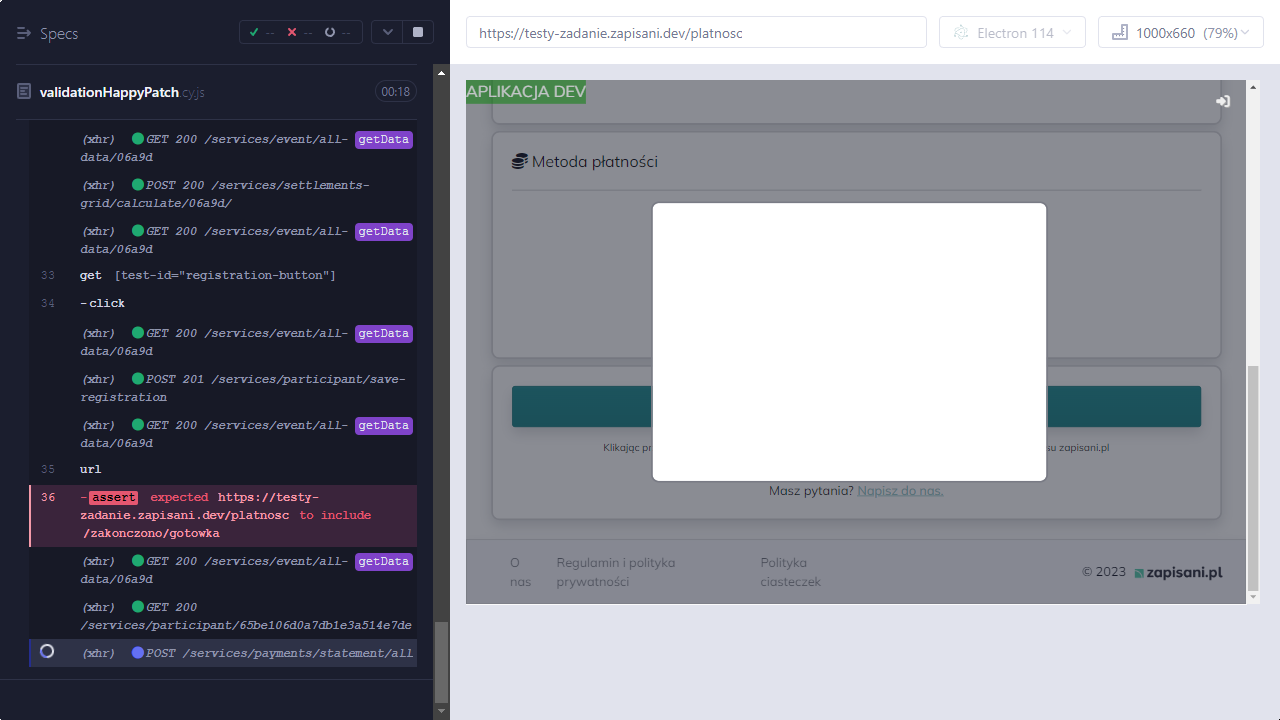 Specs
-- -- --
validationHappyPatch.cy.js 00:18
(xhr) GET 200 /services/event/all- getData
data/06a9d
(xhr) POST 200 /services/settlements-
grid/calculate/06a9d/
(xhr) GET 200 /services/event/all- getData
data/06a9d
33 get [test-id="registration-button"]
34 -click
(xhr) GET 200 /services/event/all- getData
data/06a9d
(xhr) POST 201 /services/participant/save-
registration
(xhr) GET 200 /services/event/all- getData
data/06a9d
35 url
36 -assert expected https://testy-
zadanie.zapisani.dev/platnosc to include
/zakonczono/gotowka
(xhr) GET 200 /services/event/all- getData
data/06a9d
(xhr) GET 200
/services/participant/65be106d0a7db1e3a514e7de
(xhr) POST /services/payments/statement/all
https://testy-zadanie.zapisani.dev/platnosc
Electron 114
1000x660 (79%)
APLIKACJA DEV
Metoda płatności
Klikając su zapisani.pl
Masz pytania? Napisz do nas.
O nas
Regulamin i polityka
prywatności
Polityka
ciasteczek
© 2023 zapisani.pl